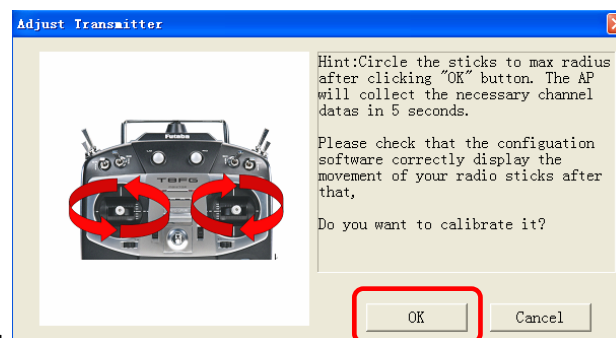 Adjust Transmitter
Futaba
T8FG
Hint:Circle the sticks to max radius
after clicking "OK" button. The AP
will collect the necessary channel
datas in 5 seconds.
Please check that the configuation
software correctly display the
movement of your radio sticks after
that,
Do you want to calibrate it?
OK
Cancel